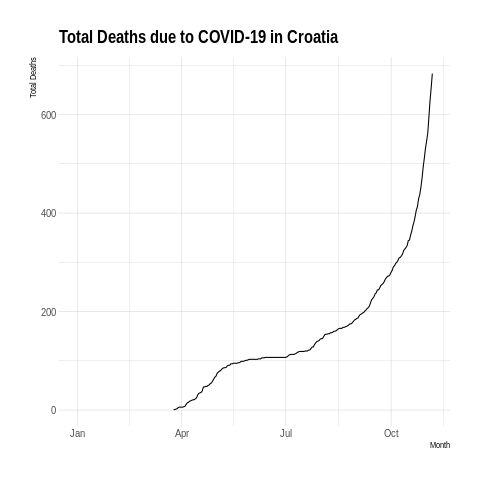 Total Deaths due to COVID-19 in Croatia
Total Deaths
600
400
200
0
Jan Apr Jul Oct
Month